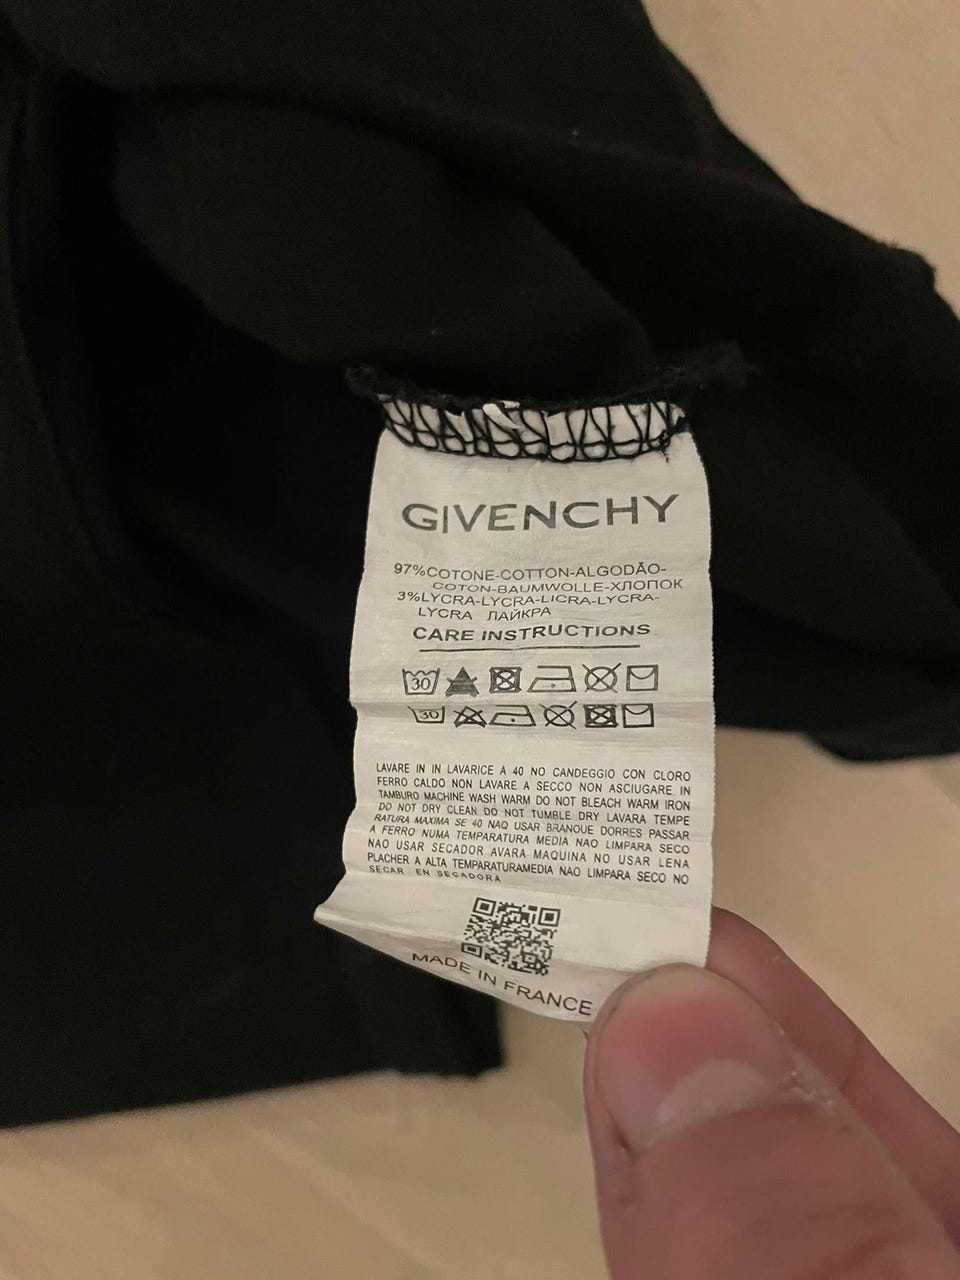 GIVENCHY
97%COTONE-COTTON-ALGODÃO-
COTON-BAUMWOLLE-ХЛОПОК
3%LYCRA-LYCRA-LICRA-LYCRA-
LYCRA ЛАЙКРА
CARE INSTRUCTIONS
30
30
LAVARE IN IN LAVARICE A 40 NO CANDEGGIO CON CLORO
FERRO CALDO NON LAVARE A SECCO NON ASCIUGARE IN
TAMBURO MACHINE WASH WARM DO NOT BLEACH WARM IRON
DO NOT DRY CLEAN DO NOT TUMBLE DRY LAVARA TEMPE
RATURA MAXIMA SE 40 NAO USAR BRANOUE DORRES PASSAR
A FERRO NUMA TEMPARATURA MEDIA NAO LIMPARA SECO
NAO USAR SECADOR AVARA MAQUINA NO USAR LENA
PLACHER A ALTA TEMPARATURAMEDIA NAO LIMPARA SECO NO
SECAR EN SECADORA
MADE IN FRANCE